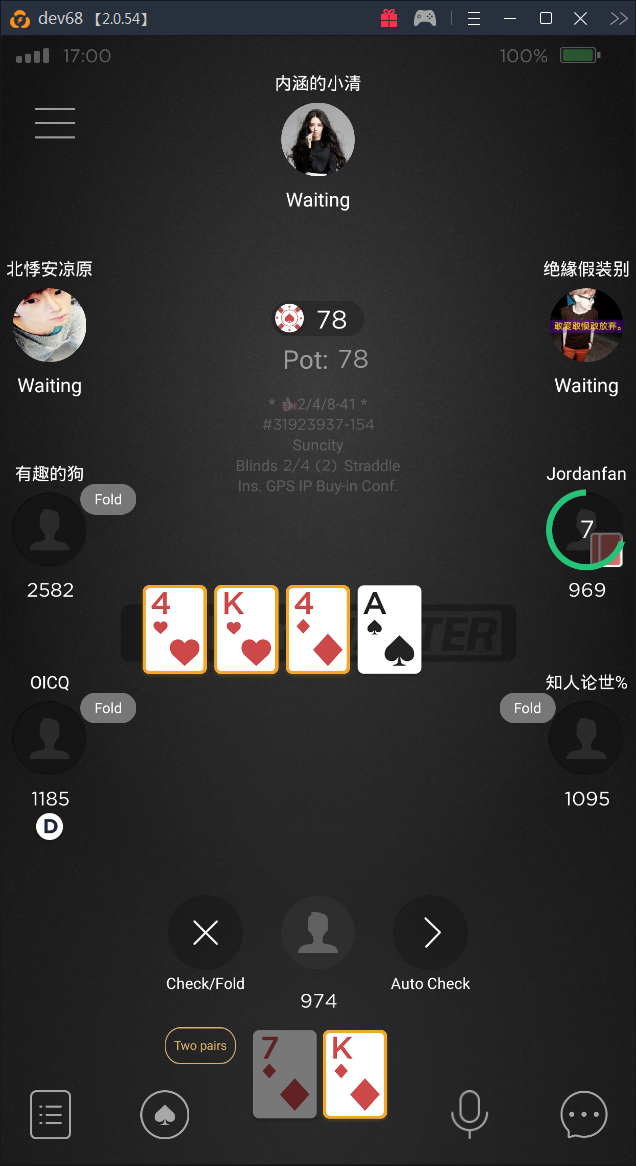 dev68 【2.0.54】
17:00
100%
内涵的小清
Waiting
北悸安凉原
绝緣假装别
敢爱敢恨敢放弃。
Waiting
Waiting
78
Pot: 78
2/4/8-41 *
#31923937-154
Suncity
Blinds 2/4 (2) Straddle
Ins. GPS IP Buy-in Conf.
有趣的狗
Fold
Jordanfan
7
2582
969
4
K
4
A
OICQ
Fold
Fold
知人论世%
1185
1095
D
Check/Fold
Auto Check
974
Two pairs
7
K